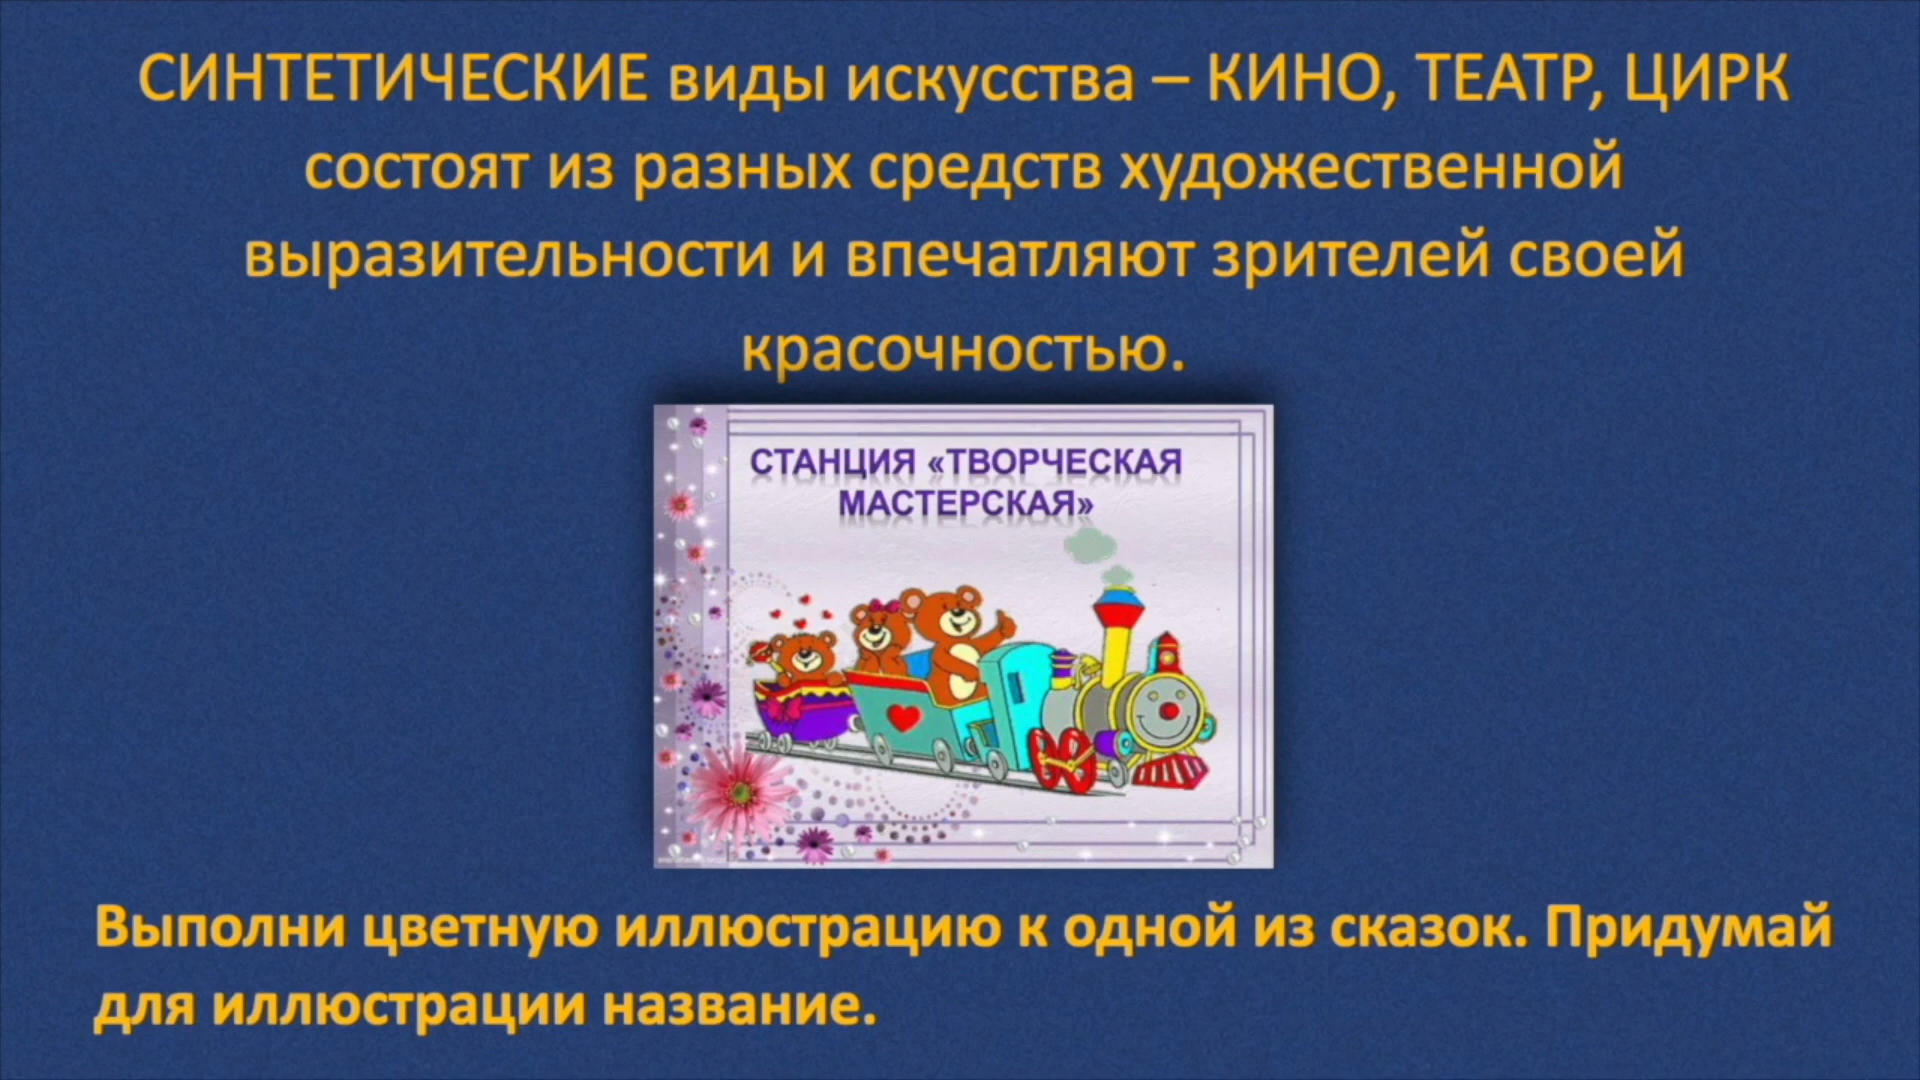 СИНТЕТИЧЕСКИЕ виды искусства – КИНО, ТЕАТР, ЦИРК
состоят из разных средств художественной
выразительности и впечатляют зрителей своей
красочностью.
СТАНЦИЯ «ТВОРЧЕСКАЯ
МАСТЕРСКАЯ»
Выполни цветную иллюстрацию к одной из сказок. Придумай
для иллюстрации название.